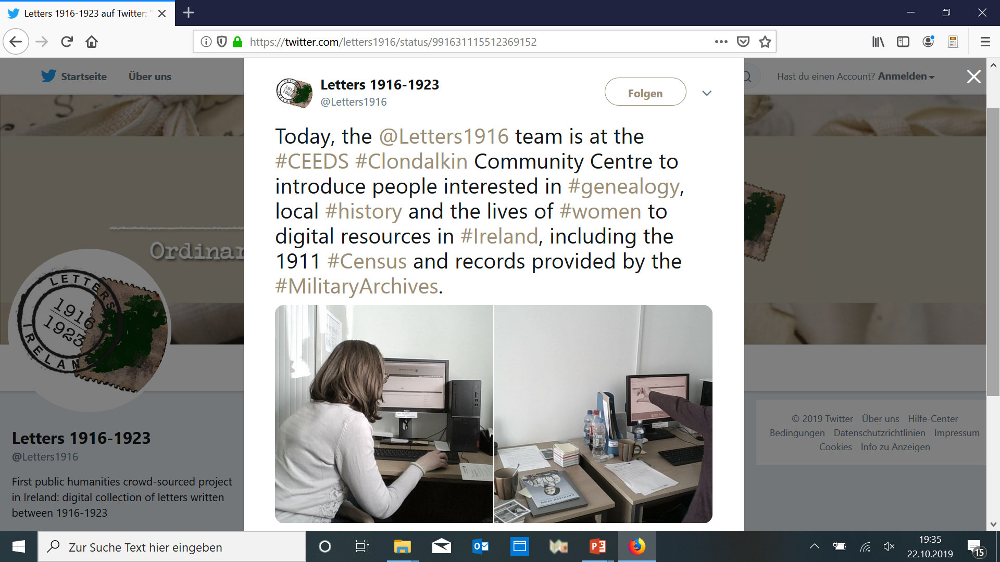 Letters 1916-1923 auf Twitter: "
https://twitter.com/letters1916/status/991631115512369152
Startseite
Über uns
Hast du einen Account? Anmelden
Letters 1916-1923
@Letters1916
Folgen
Today, the @Letters1916 team is at the
#CEEDS #Clondalkin Community Centre to
introduce people interested in #genealogy,
local #history and the lives of #women to
digital resources in #Ireland, including the
1911 #Census and records provided by the
#MilitaryArchives.
Ordinar
LETTERS
1916
1923
IRELAND
KATHLEEN LYNN
Letters 1916-1923
@Letters1916
First public humanities crowd-sourced project
in Ireland: digital collection of letters written
between 1916-1923
© 2019 Twitter Über uns Hilfe-Center
Bedingungen Datenschutzrichtlinien Impressum
Cookies Info zu Anzeigen
Zur Suche Text hier eingeben
19:35
22.10.2019
15